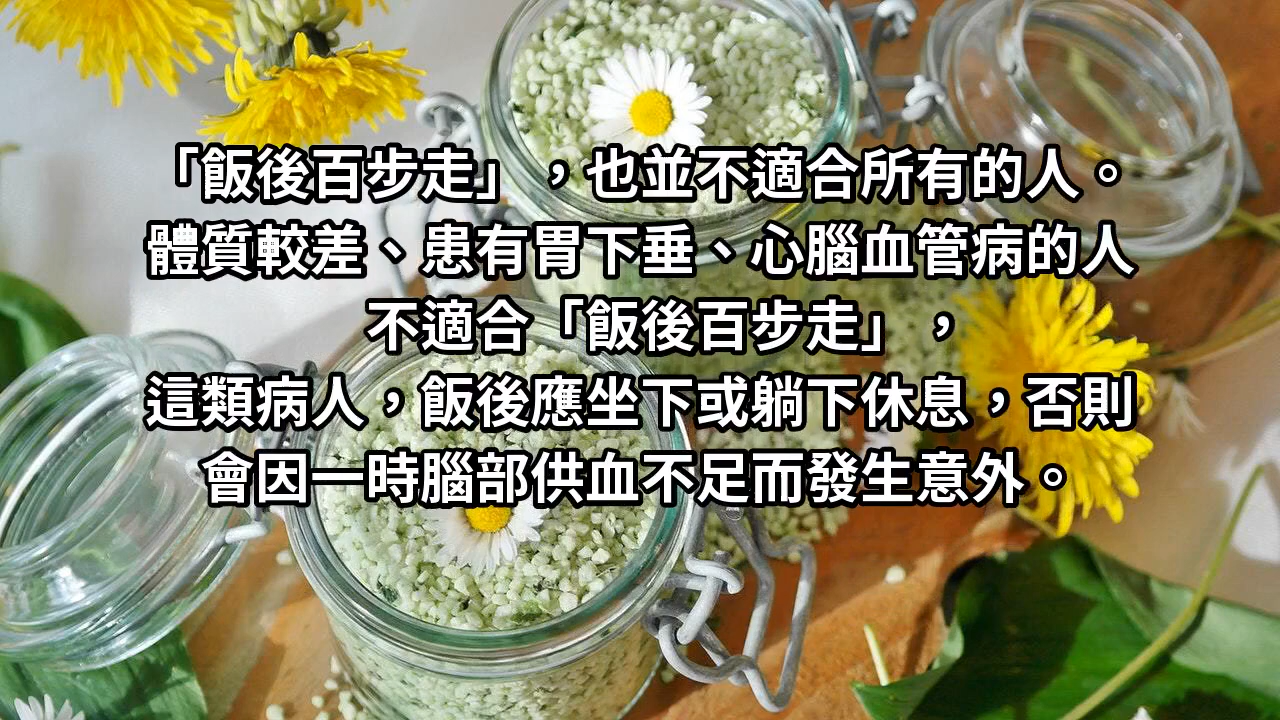 「飯後百步走」，也並不適合所有的人。
體質較差、患有胃下垂、心腦血管病的人
不適合「飯後百步走」，
這類病人，飯後應坐下或躺下休息，否則
會因一時腦部供血不足而發生意外。